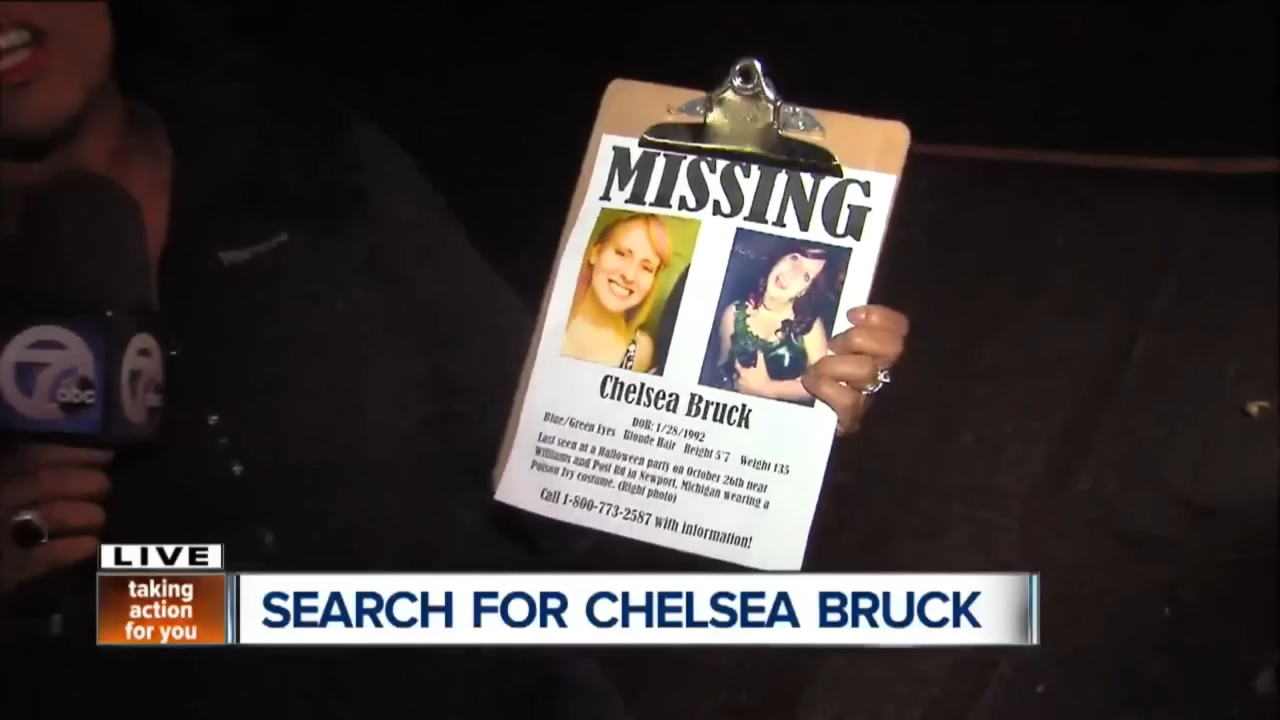 MISSING
Chelsea Bruck
DOB: 1/28/1992
Blue/Green Eyes Blonde Hair Height 5'7 Weight 135
Last seen at a Halloween party on October 26th near
Williams and Post Rd in Newport, Michigan wearing a
Poison Ivy costume. (Right photo)
Call 1-800-773-2587 with information!
7 abc
7 abc
LIVE
taking
action
for you
SEARCH FOR CHELSEA BRUCK